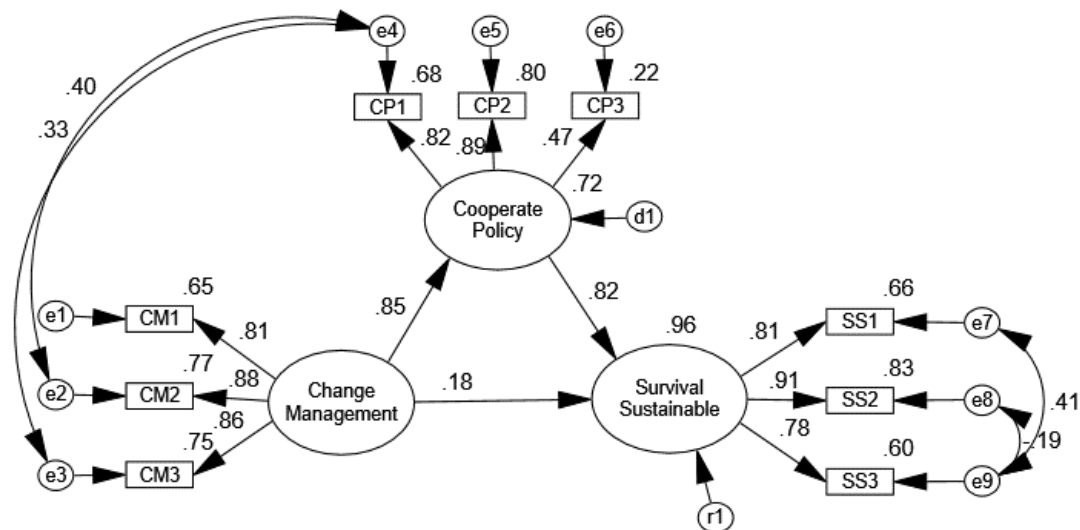 e4
e5
e6
.40
.68
.80
.22
CP1
CP2
CP3
.33
.82
.89
.47
.72
Cooperate
Policy
d1
.65
.85
.82
.66
e1
CM1
.81
.96
.81
SS1
e7
.77
.88
Change
Management
.18
Survival
Sustainable
.91
.83
e2
CM2
SS2
e8
.41
.86
.78
-.19
.75
.60
e3
CM3
SS3
e9
r1